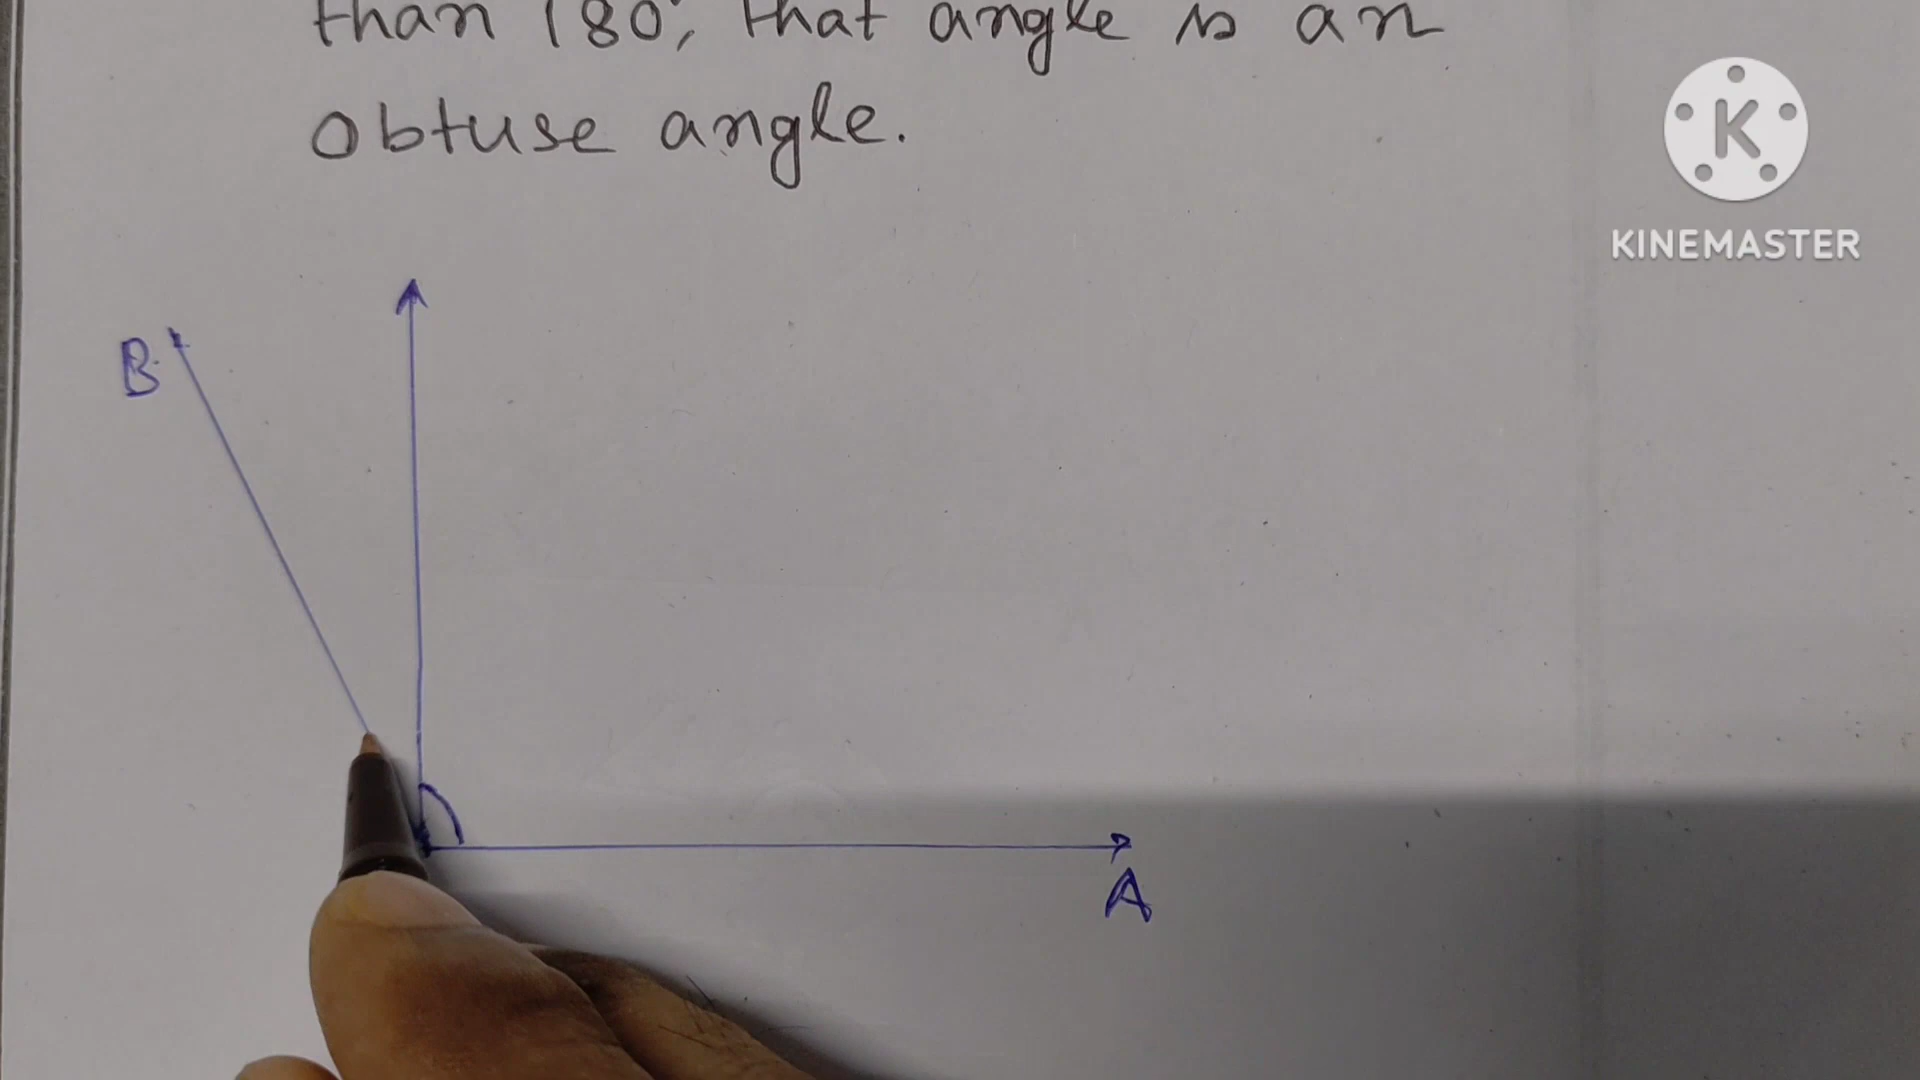 than 180°, that angle is an
obtuse angle.
K
KINEMASTER
B
A